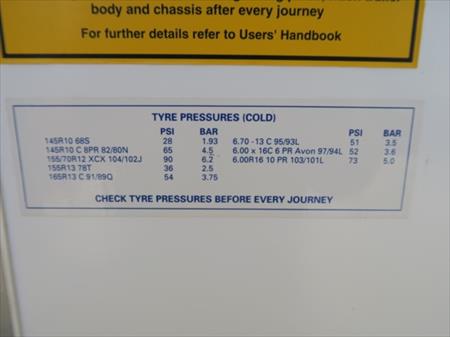 body and chassis after every journey
For further details refer to Users' Handbook
TYRE PRESSURES (COLD)
PSI BAR PSI BAR
145R10 68S 28 1.93 6.70 -13 C 95/93L 51 3.5
145R10 C 8PR 82/80N 65 4.5 6.00 x 16C 6 PR Avon 97/94L 52 3.6
155/70R12 XCX 104/102J 90 6.2 6.00R16 10 PR 103/101L 73 5.0
155R13 78T 36 2.5
165R13 C 91/89Q 54 3.75
CHECK TYRE PRESSURES BEFORE EVERY JOURNEY